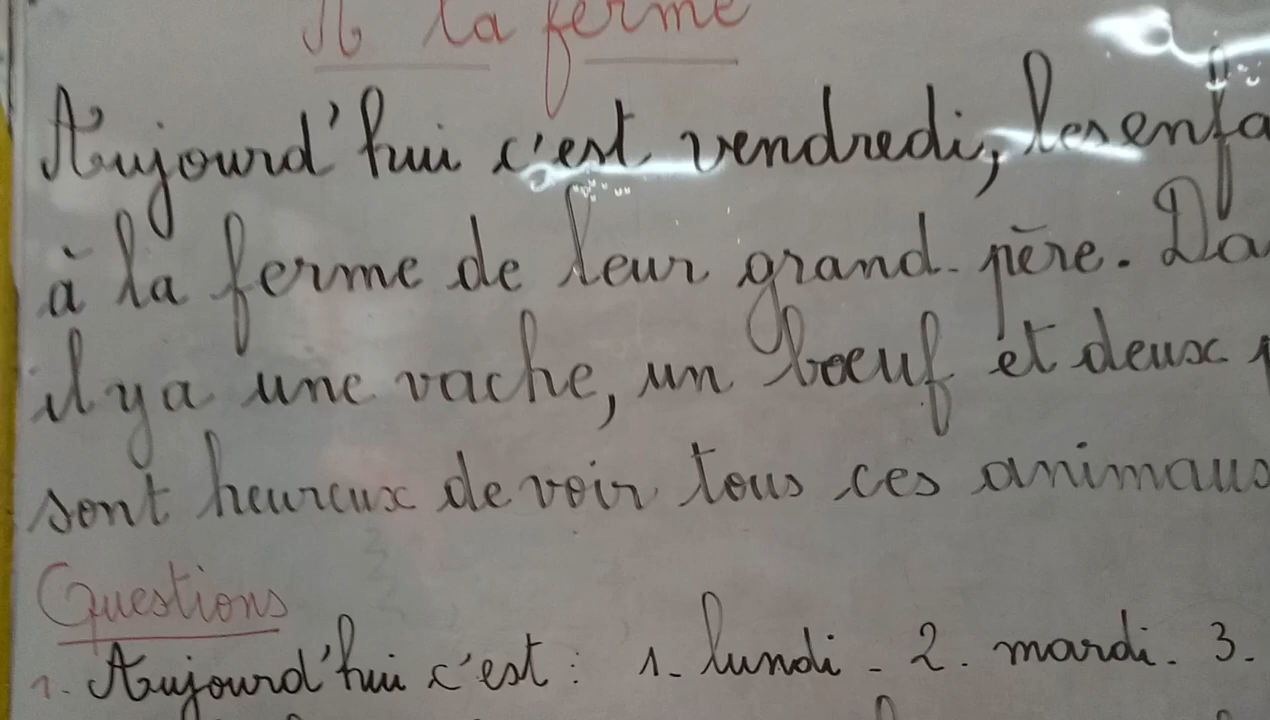 A la ferme
Aujourd'hui c'est vendredi, les enfa
à la ferme de leur grand-père. Da
il y a une vache, un boeuf et deux
sont heureux de voir tous ces animaux
Questions
1. Aujourd'hui c'est : 1- lundi - 2. mardi. 3.